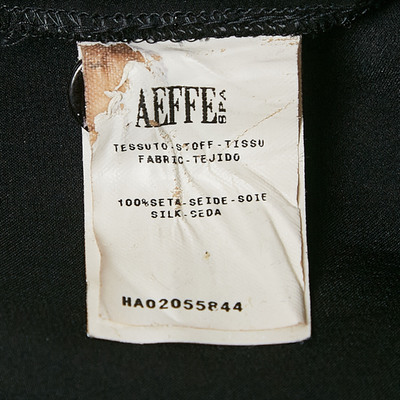 AEFFE SPA
TESSUTO-STOFF-TISSU
FABRIC-TEJIDO
100%SETA-SEIDE-SOIE
SILK-SEDA
HA02055844